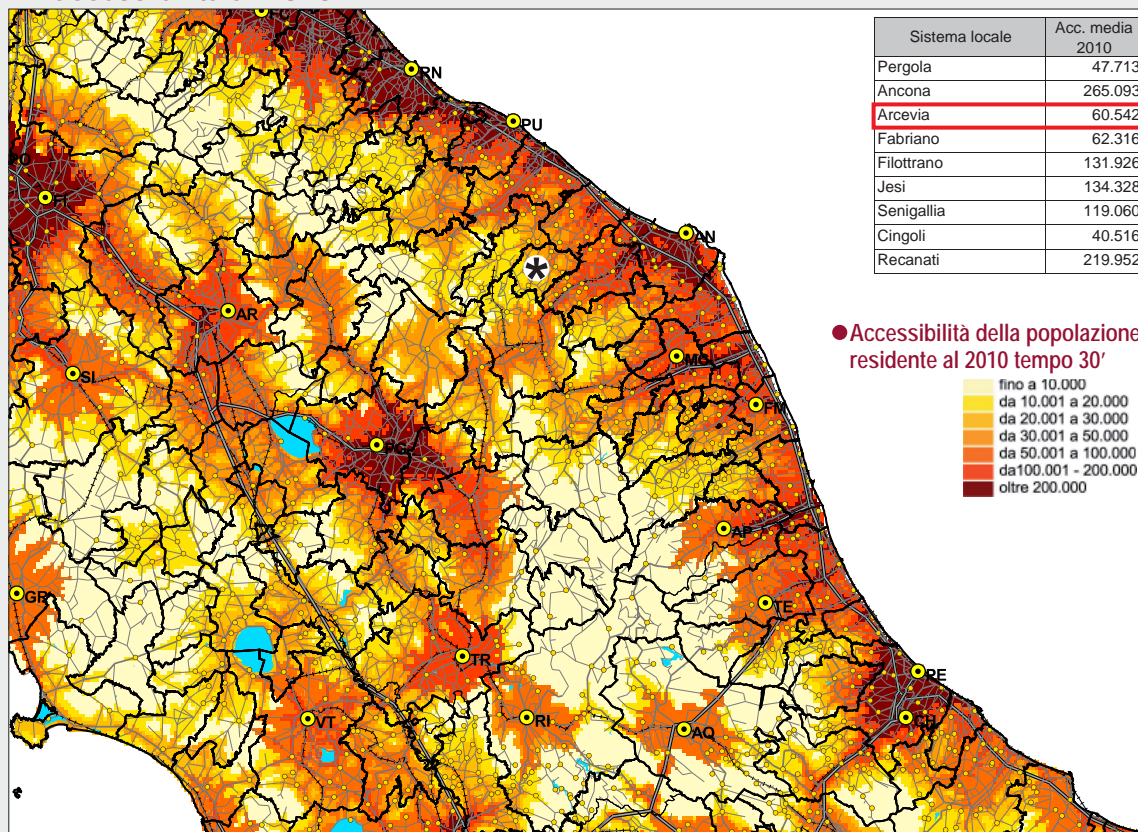 Sistema locale Acc. media 2010
Pergola 47.713
Ancona 265.093
Arcevia 60.542
Fabriano 62.316
Filottrano 131.926
Jesi 134.328
Senigallia 119.060
Cingoli 40.516
Recanati 219.952
Accessibilità della popolazione
residente al 2010 tempo 30'
fino a 10.000
da 10.001 a 20.000
da 20.001 a 30.000
da 30.001 a 50.000
da 50.001 a 100.000
da100.001 - 200.000
oltre 200.000
RN
PU
PO
FI
AN
*
AR
MC
SI
FM
PG
AP
GR
TE
TR
PE
VT
RI
CH
AQ